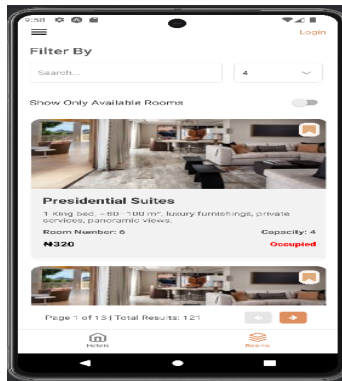 9:58
Login
Filter By
Search...
4
Show Only Available Rooms
Presidential Suites
1 King bed, ~80–100 m², luxury furnishings, private
services, panoramic views.
Room Number: 6 Capacity: 4
₦320 Occupied
Page 1 of 13 | Total Results: 121
Hotels Rooms